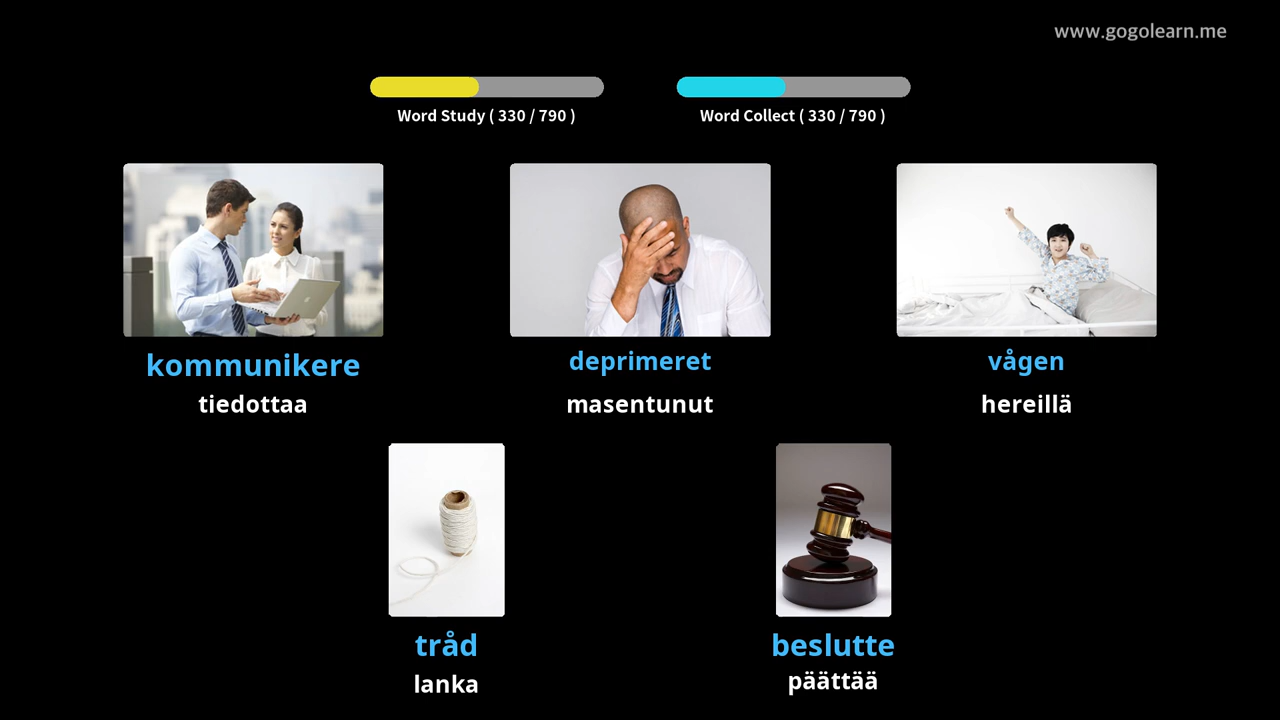 www.gogolearn.me
Word Study ( 330 / 790 )
Word Collect ( 330 / 790 )
kommunikere
tiedottaa
deprimeret
masentunut
vågen
hereillä
tråd
lanka
beslutte
päättää